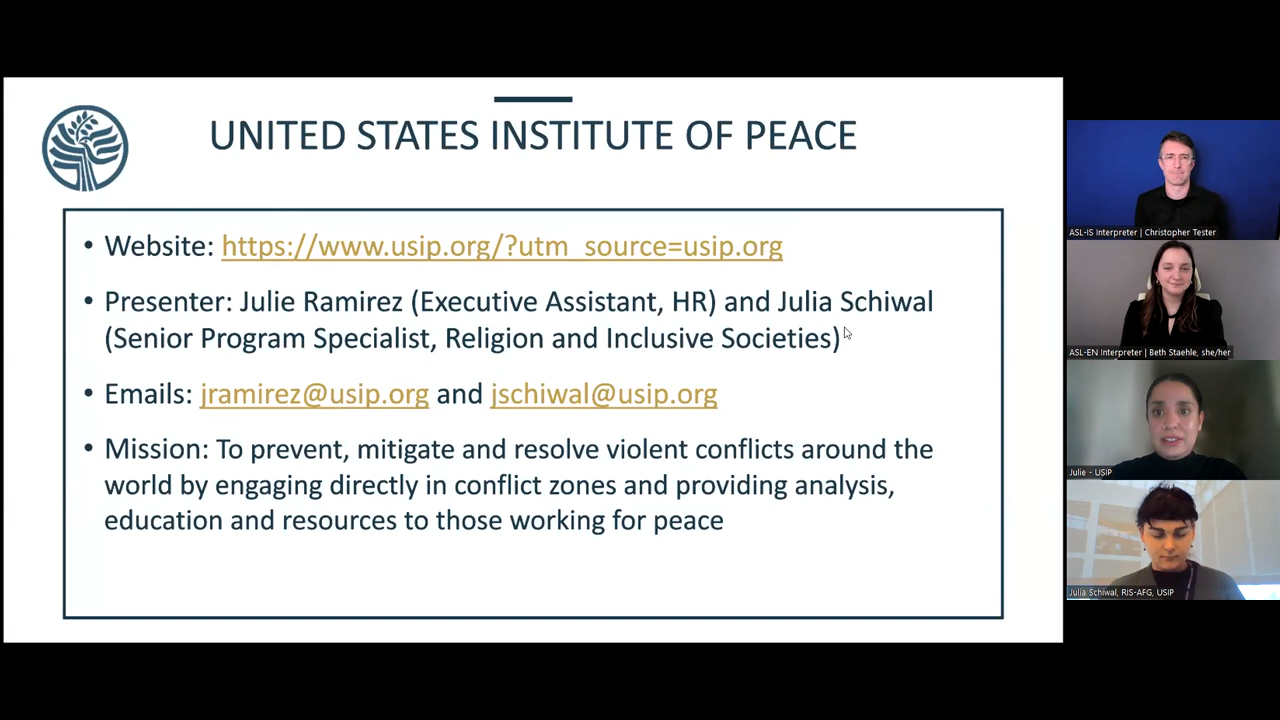 UNITED STATES INSTITUTE OF PEACE
• Website: https://www.usip.org/?utm_source=usip.org
• Presenter: Julie Ramirez (Executive Assistant, HR) and Julia Schiwal
(Senior Program Specialist, Religion and Inclusive Societies)
• Emails: jramirez@usip.org and jschiwal@usip.org
• Mission: To prevent, mitigate and resolve violent conflicts around the
world by engaging directly in conflict zones and providing analysis,
education and resources to those working for peace
ASL-IS Interpreter | Christopher Tester
ASL-EN Interpreter | Beth Staehle, she/her
Julie - USIP
Julia Schiwal, RIS-AFG, USIP